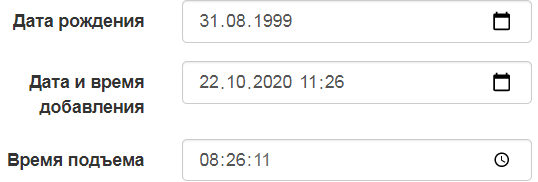 Дата рождения 31.08.1999
Дата и время 22.10.2020 11:26
добавления
Время подъема 08:26:11